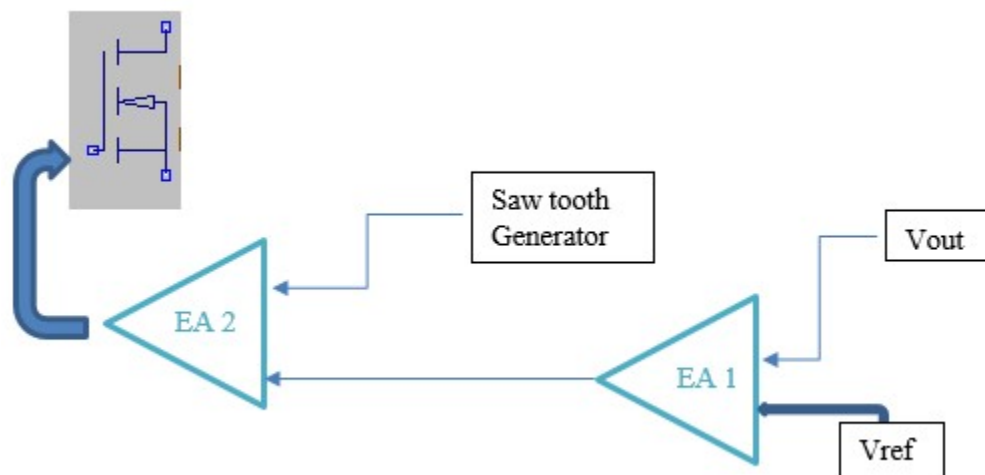 Saw tooth
Generator
Vout
EA 2
EA 1
Vref